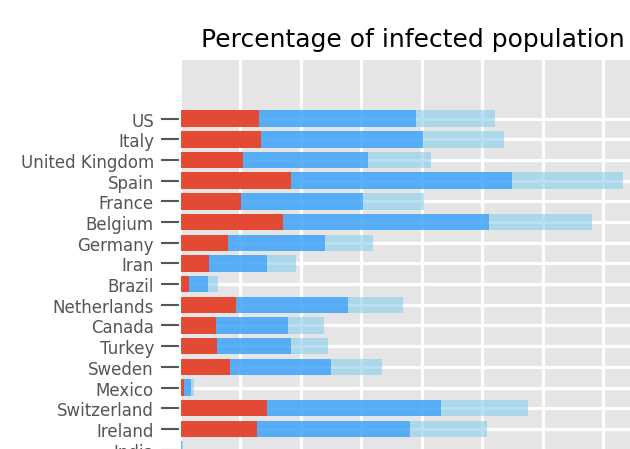 Percentage of infected population
US
Italy
United Kingdom
Spain
France
Belgium
Germany
Iran
Brazil
Netherlands
Canada
Turkey
Sweden
Mexico
Switzerland
Ireland
India